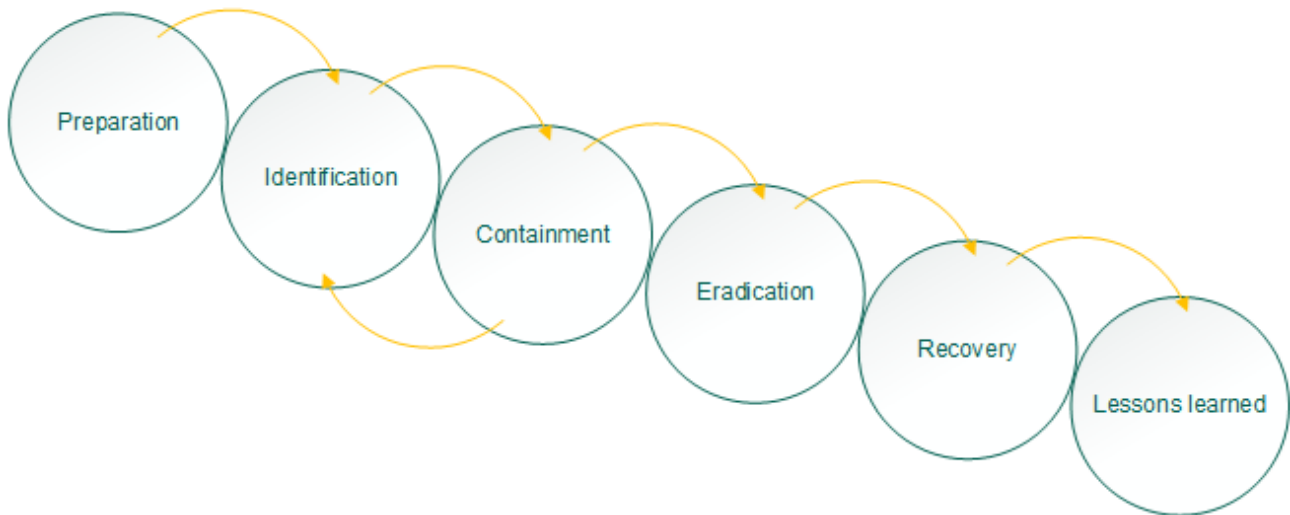 Preparation
Identification
Containment
Eradication
Recovery
Lessons learned